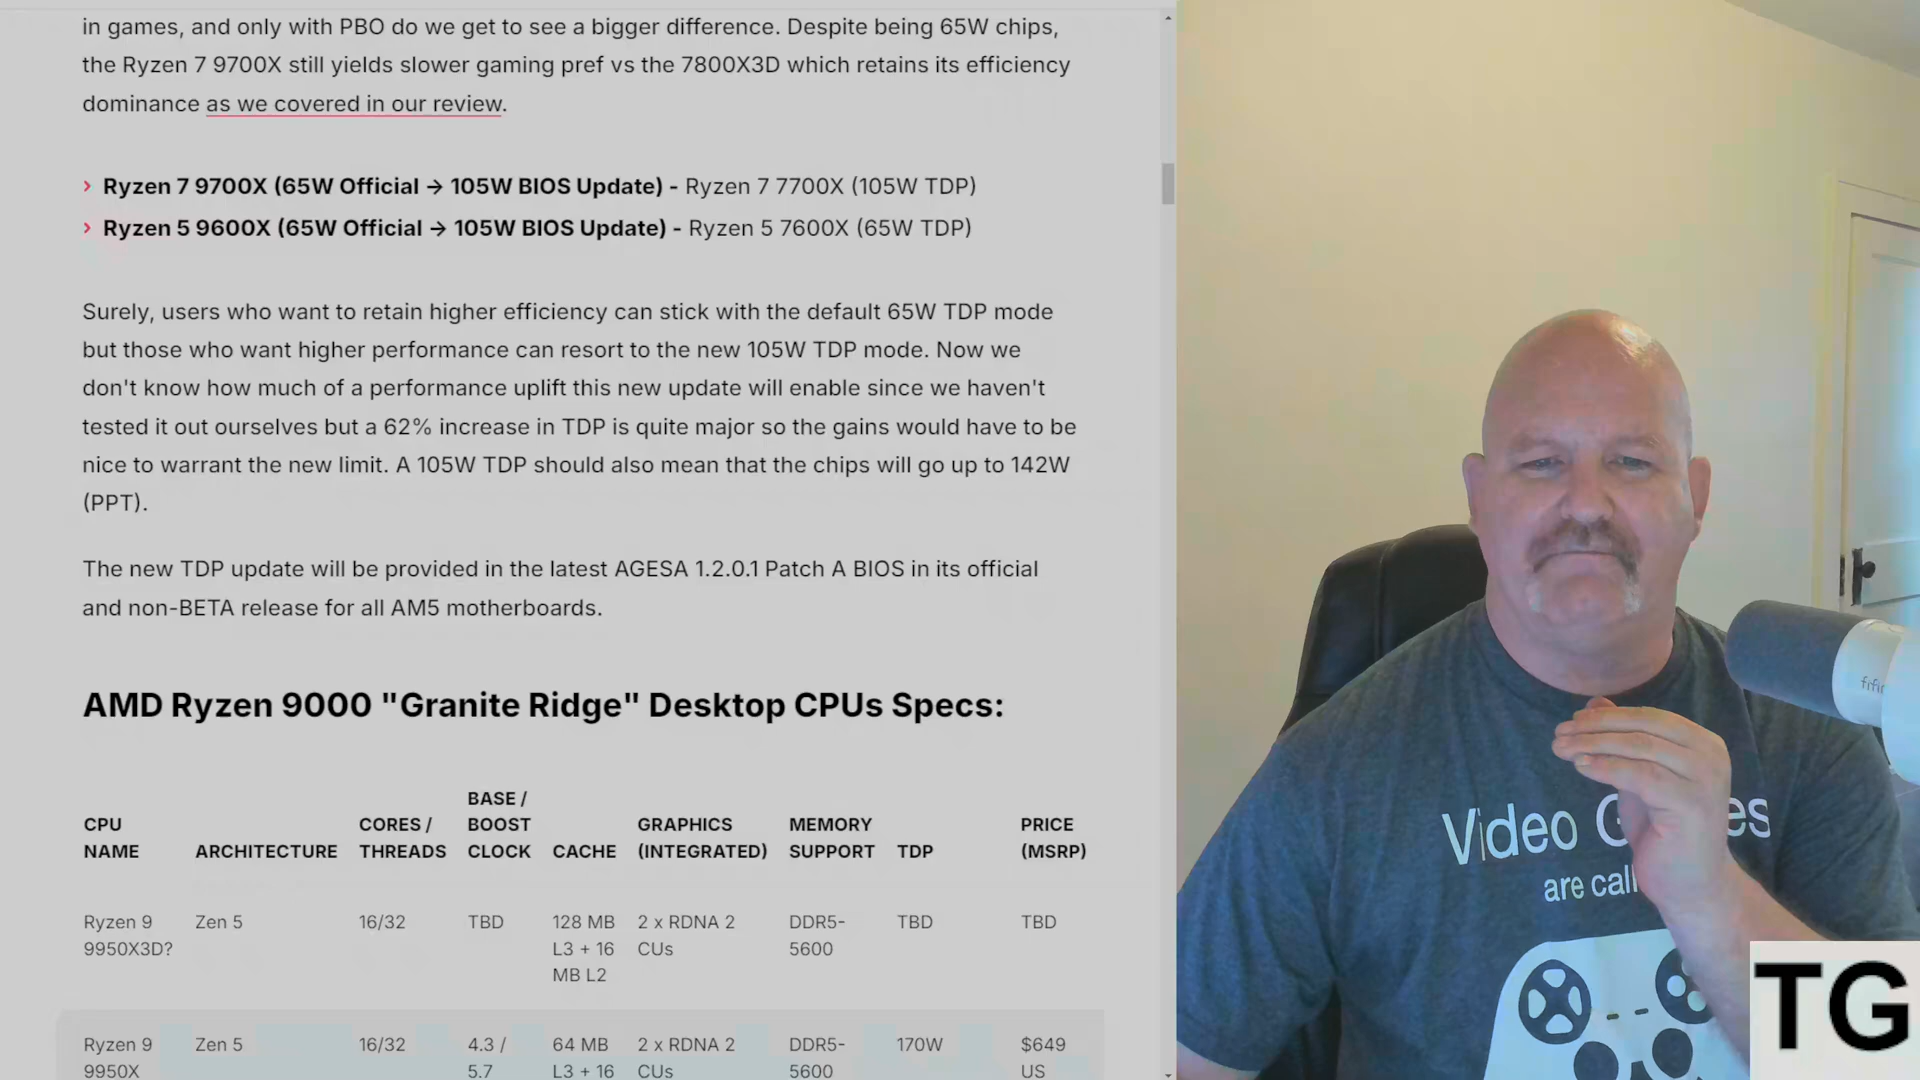 in games, and only with PBO do we get to see a bigger difference. Despite being 65W chips,
the Ryzen 7 9700X still yields slower gaming pref vs the 7800X3D which retains its efficiency
dominance as we covered in our review.
Ryzen 7 9700X (65W Official → 105W BIOS Update) - Ryzen 7 7700X (105W TDP)
Ryzen 5 9600X (65W Official → 105W BIOS Update) - Ryzen 5 7600X (65W TDP)
Surely, users who want to retain higher efficiency can stick with the default 65W TDP mode
but those who want higher performance can resort to the new 105W TDP mode. Now we
don't know how much of a performance uplift this new update will enable since we haven't
tested it out ourselves but a 62% increase in TDP is quite major so the gains would have to be
nice to warrant the new limit. A 105W TDP should also mean that the chips will go up to 142W
(PPT).
The new TDP update will be provided in the latest AGESA 1.2.0.1 Patch A BIOS in its official
and non-BETA release for all AM5 motherboards.
AMD Ryzen 9000 "Granite Ridge" Desktop CPUs Specs:
CPU NAME ARCHITECTURE CORES / THREADS BASE / BOOST CLOCK CACHE GRAPHICS (INTEGRATED) MEMORY SUPPORT TDP PRICE (MSRP)
Ryzen 9 9950X3D? Zen 5 16/32 TBD 128 MB L3 + 16 MB L2 2 x RDNA 2 CUs DDR5-5600 TBD TBD
Ryzen 9 9950X Zen 5 16/32 4.3 / 5.7 64 MB L3 + 16 2 x RDNA 2 CUs DDR5-5600 170W $649 US
Video
are
TG